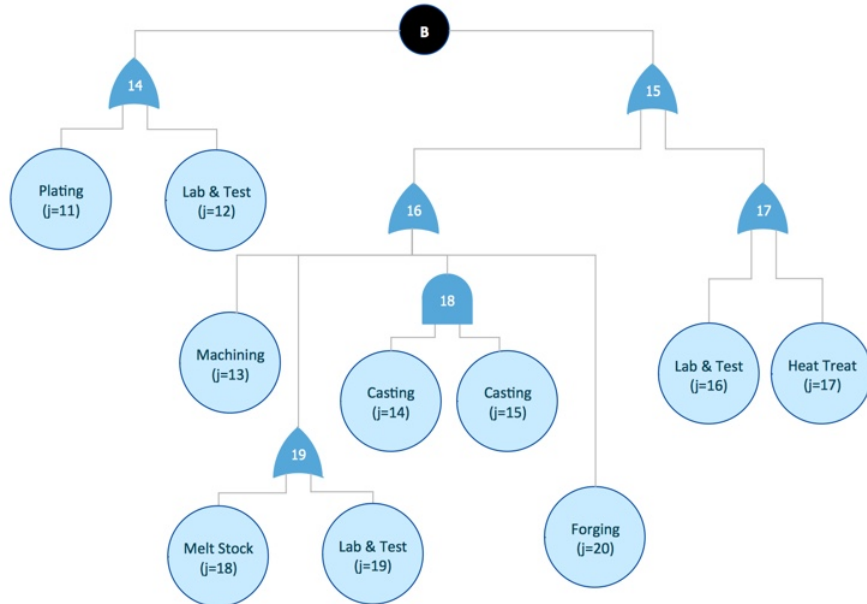 B
14
15
Plating
(j=11)
Lab & Test
(j=12)
16
17
18
Machining
(j=13)
Casting
(j=14)
Casting
(j=15)
Lab & Test
(j=16)
Heat Treat
(j=17)
19
Melt Stock
(j=18)
Lab & Test
(j=19)
Forging
(j=20)